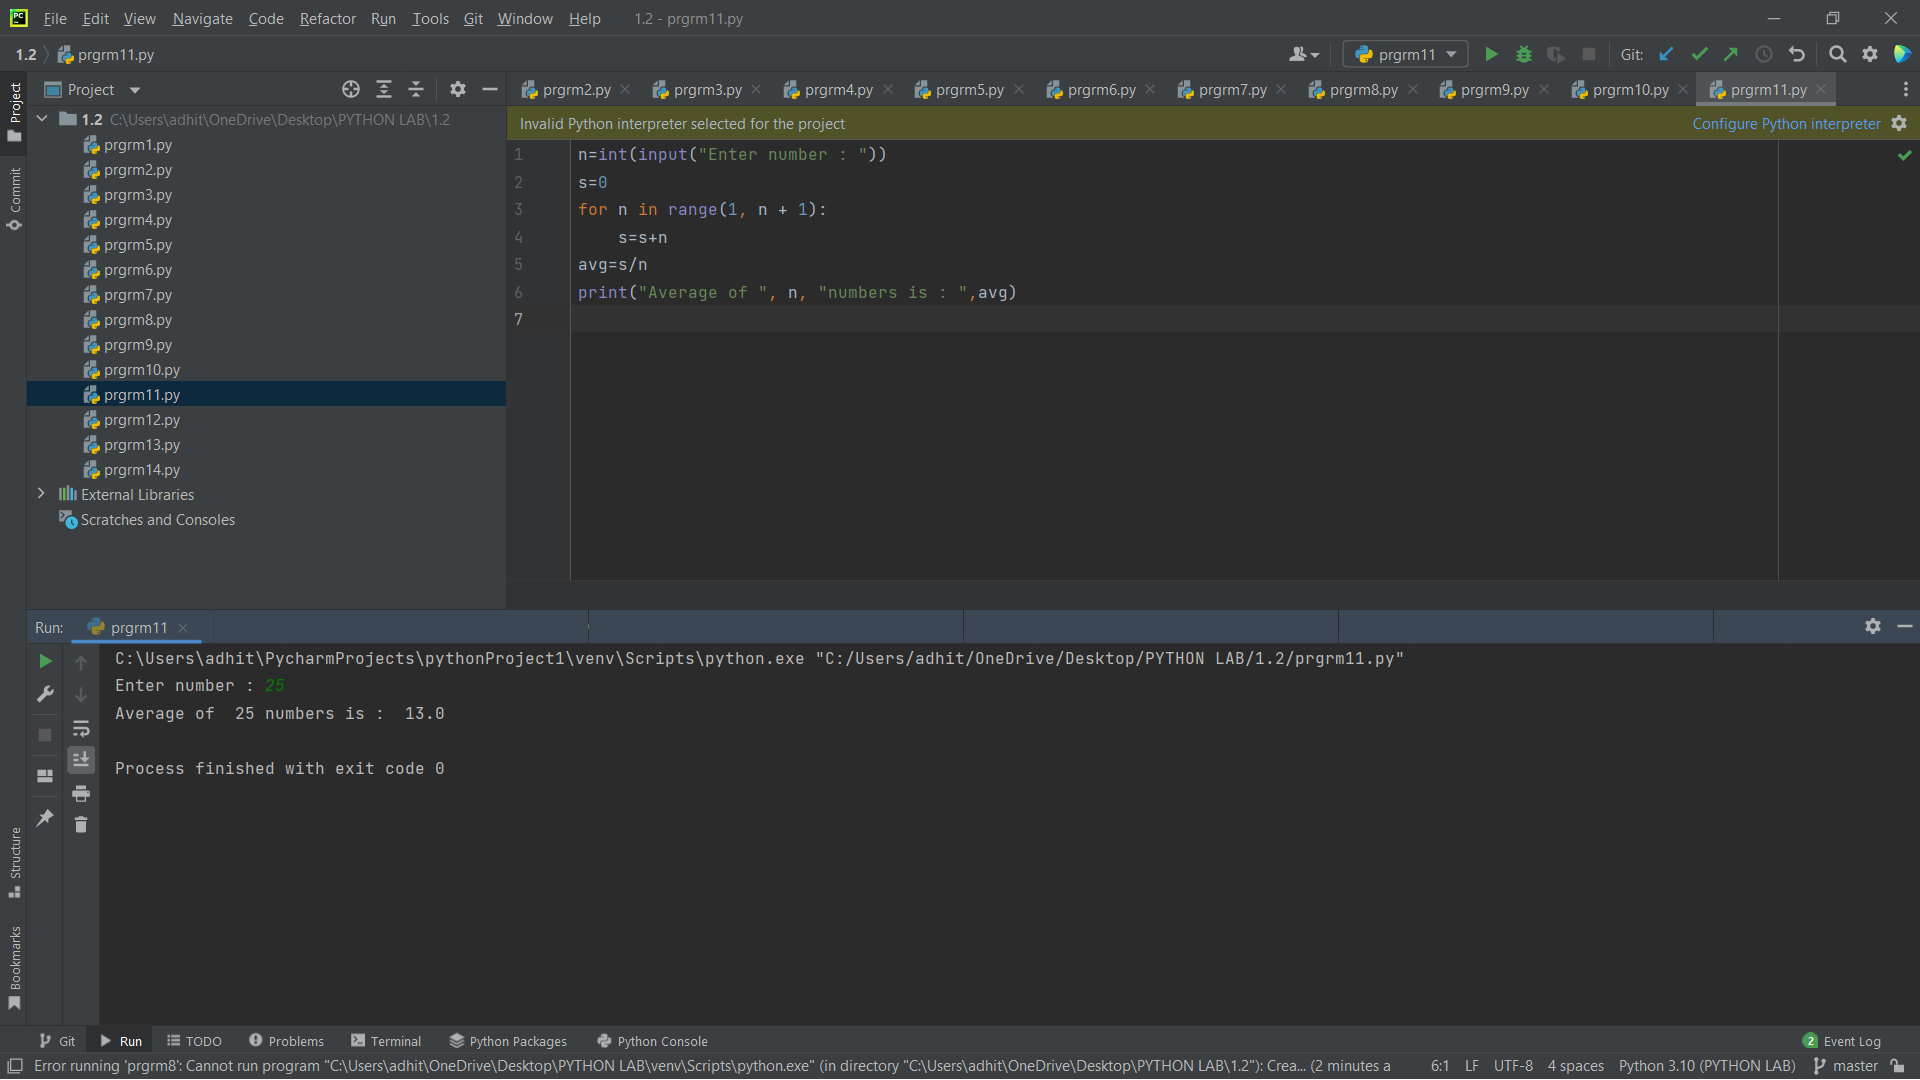 File Edit View Navigate Code Refactor Run Tools Git Window Help 1.2 - prgrm11.py
1.2 prgrm11.py prgrm11 Git:
Project prgrm2.py prgrm3.py prgrm4.py prgrm5.py prgrm6.py prgrm7.py prgrm8.py prgrm9.py prgrm10.py prgrm11.py
Project
Commit
Structure
Bookmarks
1.2 C:\Users\adhit\OneDrive\Desktop\PYTHON LAB\1.2
prgrm1.py
prgrm2.py
prgrm3.py
prgrm4.py
prgrm5.py
prgrm6.py
prgrm7.py
prgrm8.py
prgrm9.py
prgrm10.py
prgrm11.py
prgrm12.py
prgrm13.py
prgrm14.py
External Libraries
Scratches and Consoles
Invalid Python interpreter selected for the project Configure Python interpreter
1 n=int(input("Enter number : "))
2 s=0
3 for n in range(1, n + 1):
4     s=s+n
5 avg=s/n
6 print("Average of ", n, "numbers is : ",avg)
7
Run: prgrm11
C:\Users\adhit\PycharmProjects\pythonProject1\venv\Scripts\python.exe "C:/Users/adhit/OneDrive/Desktop/PYTHON LAB/1.2/prgrm11.py"
Enter number : 25
Average of  25 numbers is :  13.0
Process finished with exit code 0
Git Run TODO Problems Terminal Python Packages Python Console 2 Event Log
Error running 'prgrm8': Cannot run program "C:\Users\adhit\OneDrive\Desktop\PYTHON LAB\venv\Scripts\python.exe" (in directory "C:\Users\adhit\OneDrive\Desktop\PYTHON LAB\1.2"): Crea... (2 minutes a 6:1 LF UTF-8 4 spaces Python 3.10 (PYTHON LAB) master